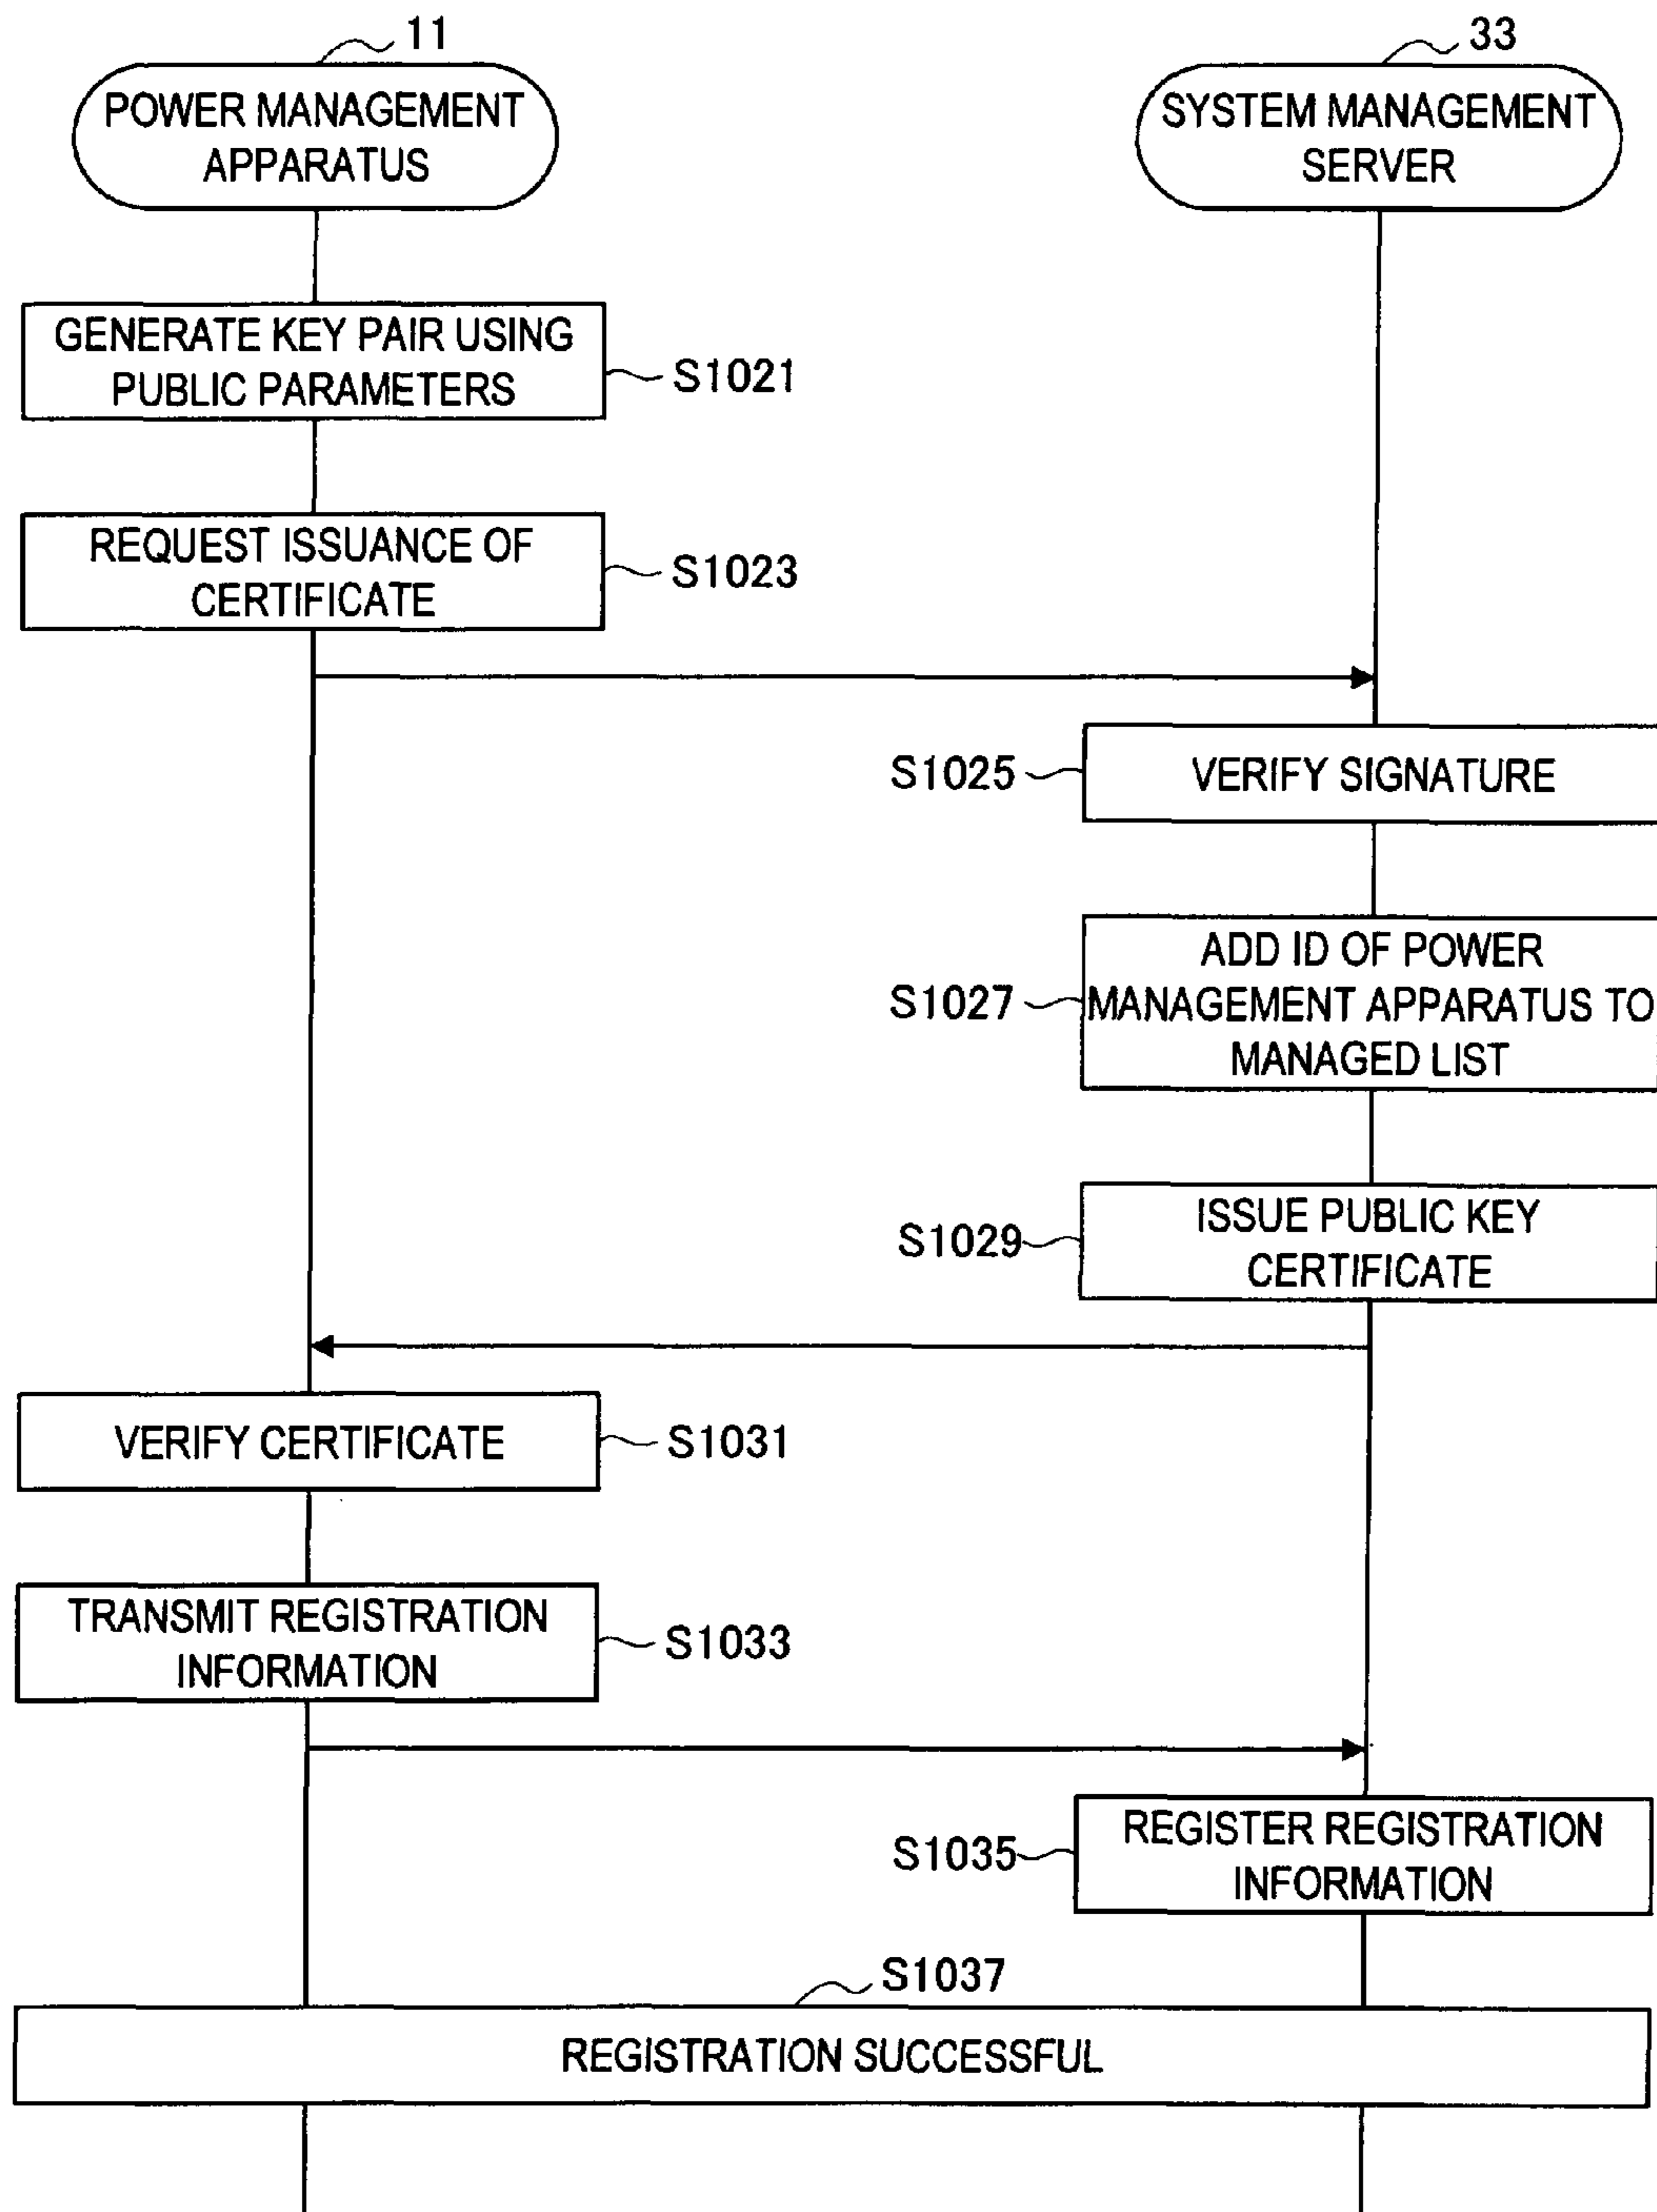 11
33
POWER MANAGEMENT
APPARATUS
SYSTEM MANAGEMENT
SERVER
GENERATE KEY PAIR USING
PUBLIC PARAMETERS
S1021
REQUEST ISSUANCE OF
CERTIFICATE
S1023
S1025
VERIFY SIGNATURE
S1027
ADD ID OF POWER
MANAGEMENT APPARATUS TO
MANAGED LIST
S1029
ISSUE PUBLIC KEY
CERTIFICATE
VERIFY CERTIFICATE
S1031
TRANSMIT REGISTRATION
INFORMATION
S1033
S1035
REGISTER REGISTRATION
INFORMATION
S1037
REGISTRATION SUCCESSFUL